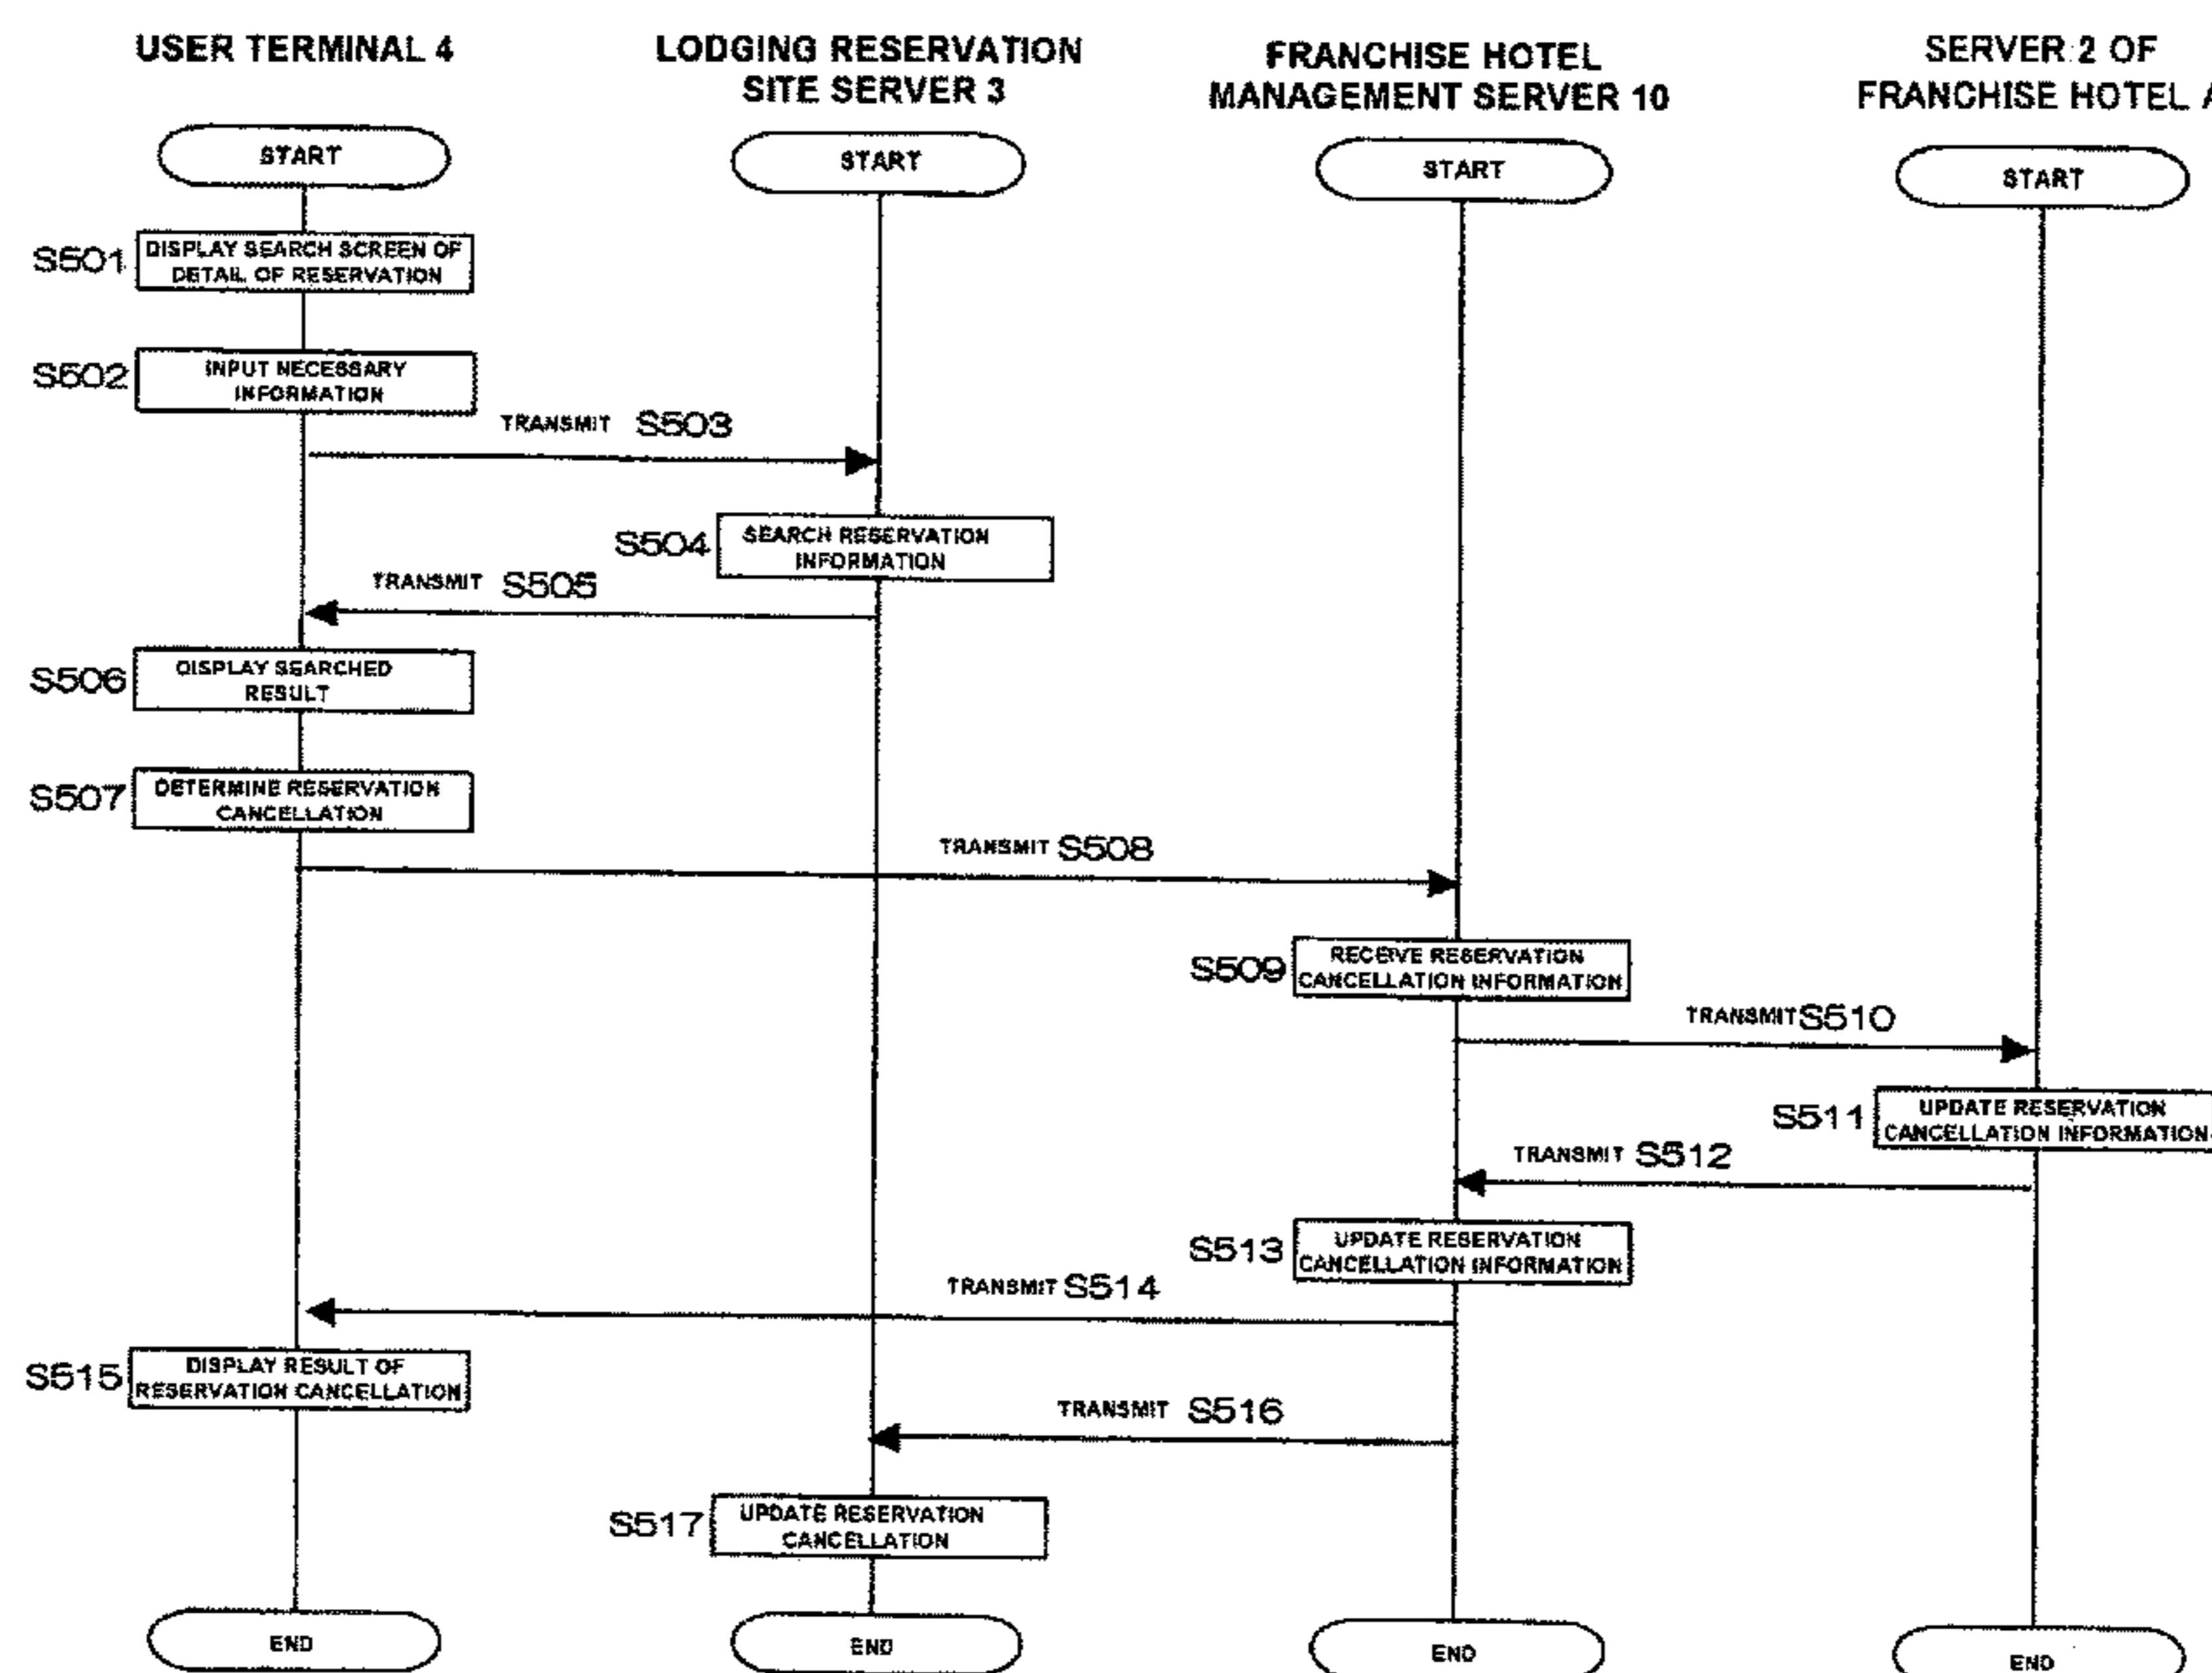 USER TERMINAL 4
LODGING RESERVATION
SITE SERVER 3
FRANCHISE HOTEL
MANAGEMENT SERVER 10
SERVER 2 OF
FRANCHISE HOTEL A
START
START
START
START
S501
DISPLAY SEARCH SCREEN OF
DETAIL OF RESERVATION
S502
INPUT NECESSARY
INFORMATION
TRANSMIT S503
S504
SEARCH RESERVATION
INFORMATION
TRANSMIT S505
S506
DISPLAY SEARCHED
RESULT
S507
DETERMINE RESERVATION
CANCELLATION
TRANSMIT S508
S509
RECEIVE RESERVATION
CANCELLATION INFORMATION
TRANSMIT S510
S511
UPDATE RESERVATION
CANCELLATION INFORMATION
TRANSMIT S512
S513
UPDATE RESERVATION
CANCELLATION INFORMATION
TRANSMIT S514
S515
DISPLAY RESULT OF
RESERVATION CANCELLATION
TRANSMIT S516
S517
UPDATE RESERVATION
CANCELLATION
END
END
END
END